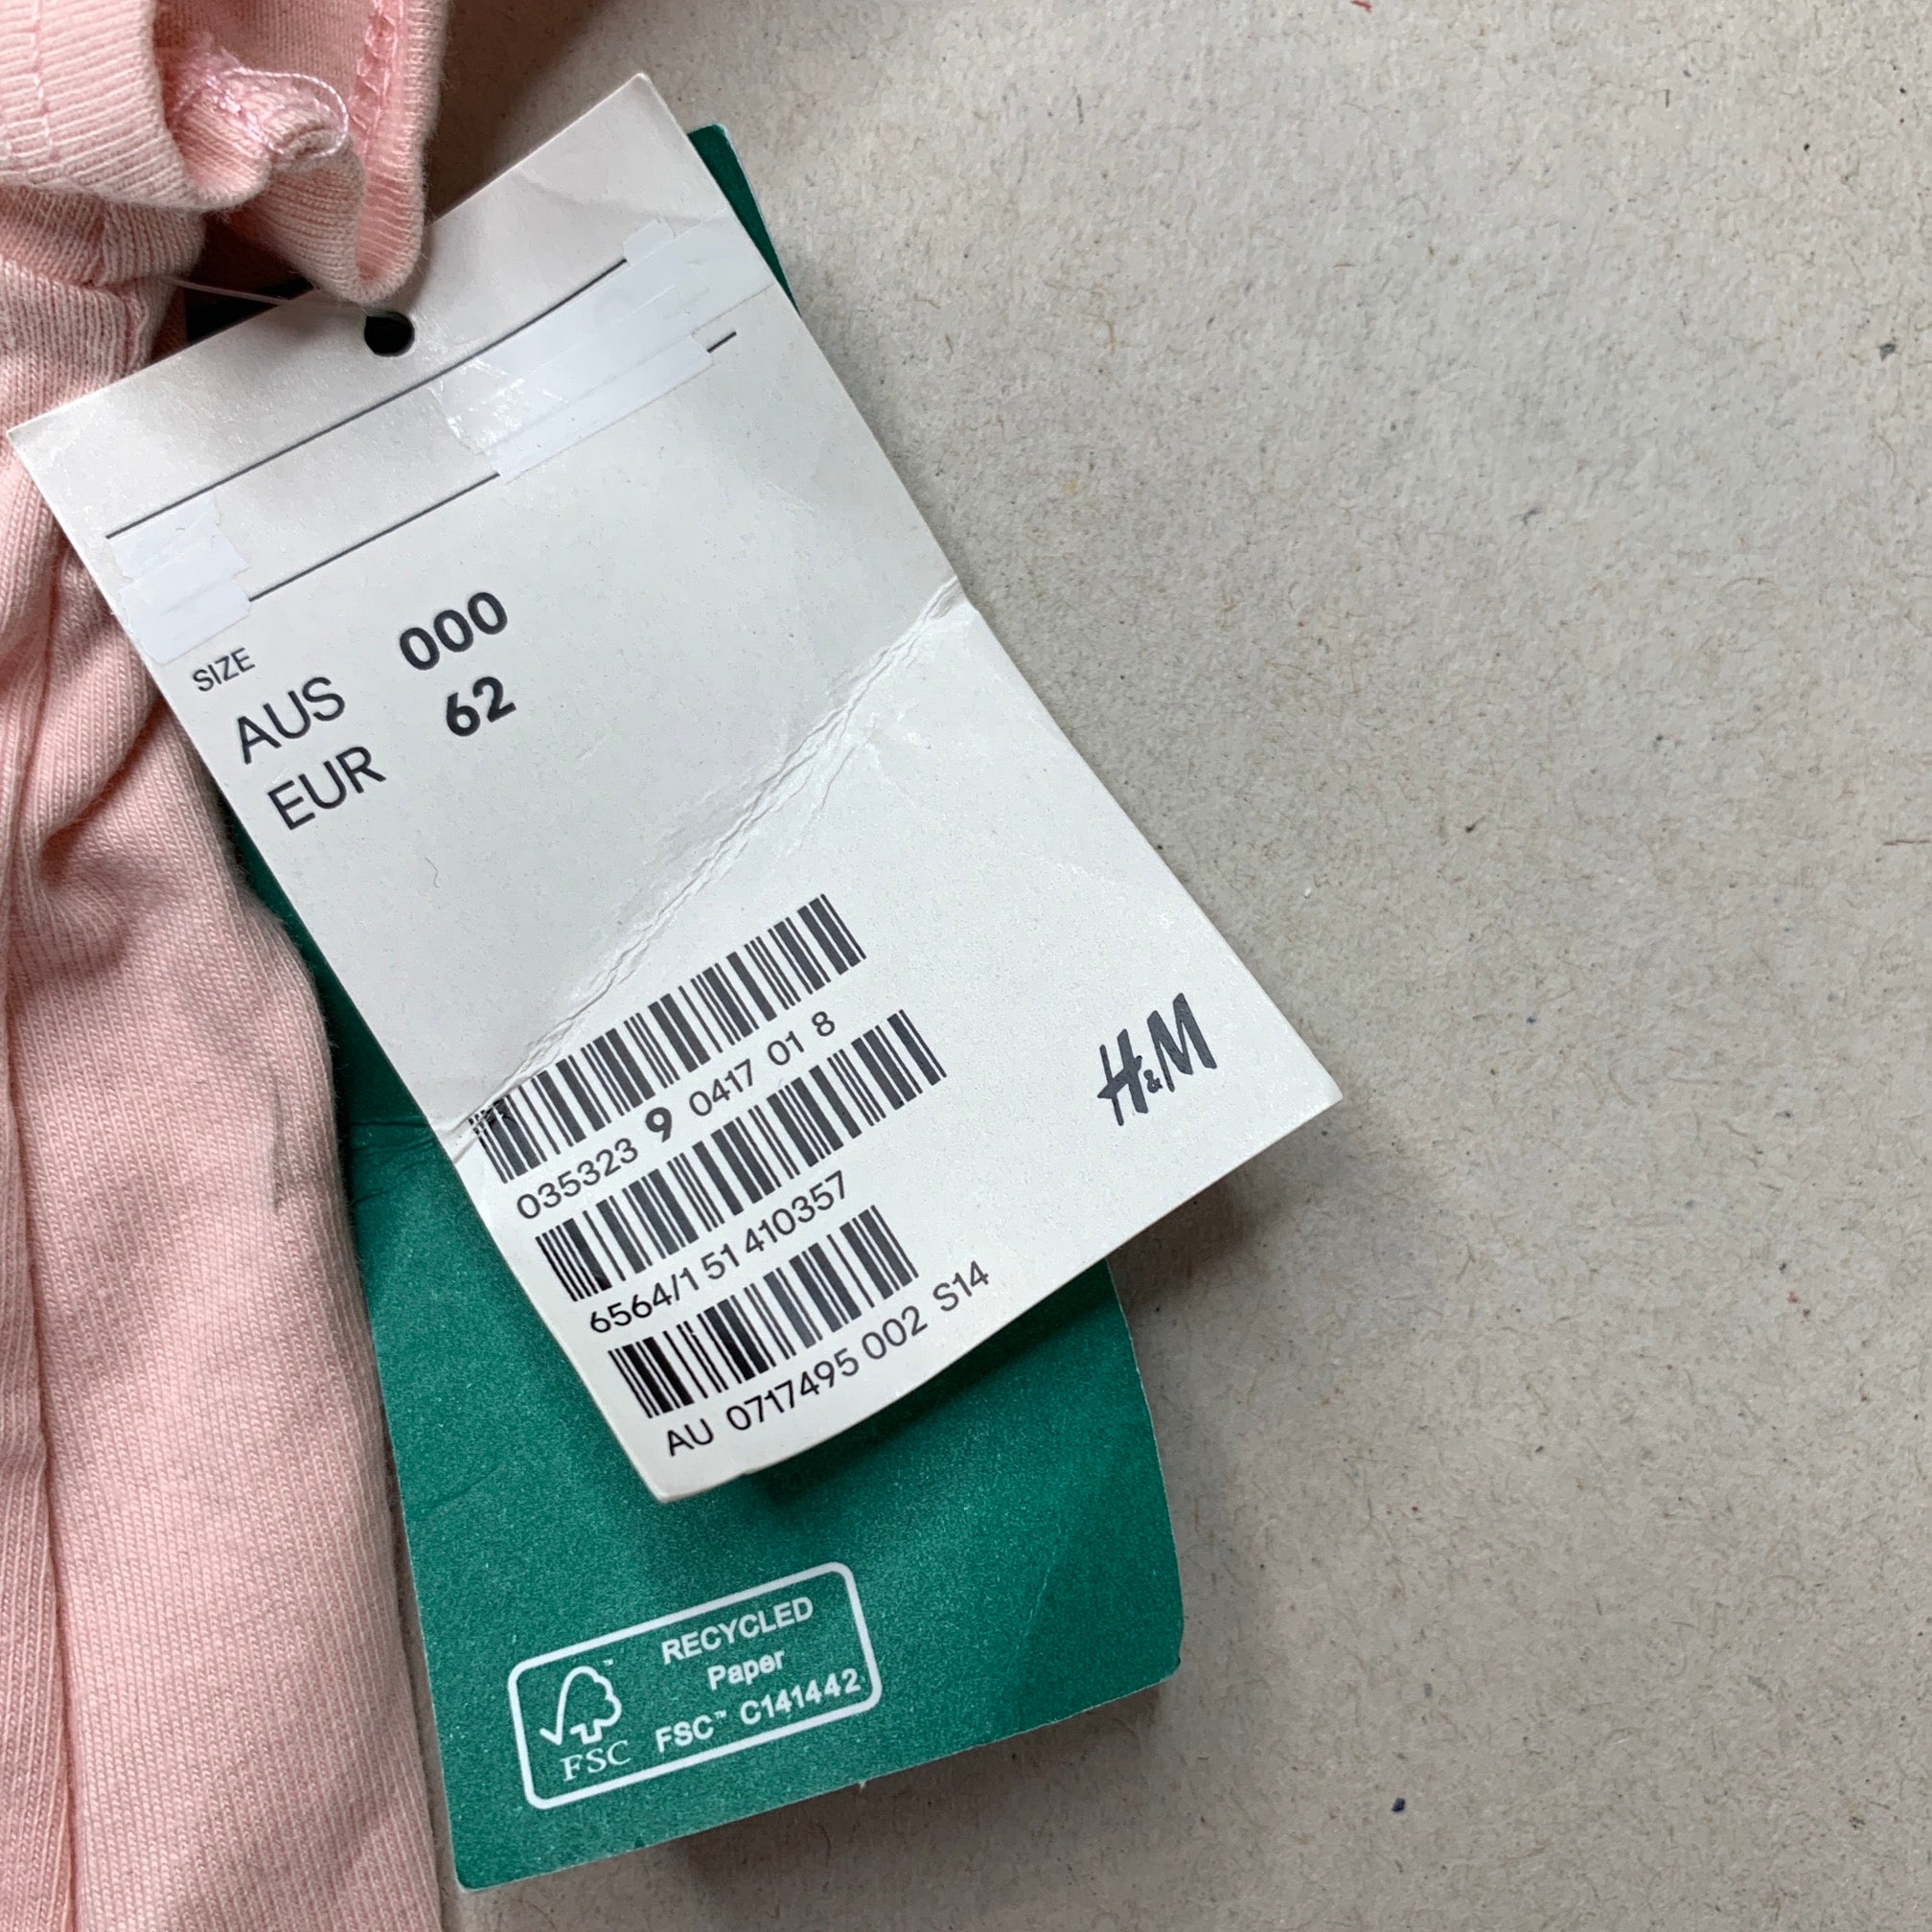 SIZE
AUS 000
EUR 62
035323 9 0417 01 8
6564/1 51 410357
AU 0717495 002 S14
H&M
RECYCLED
Paper
FSC™ C141442
FSC